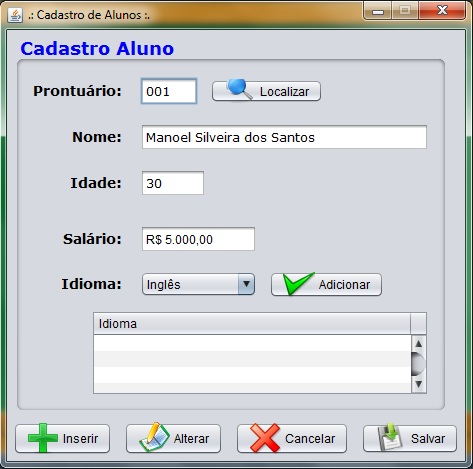 .: Cadastro de Alunos :.
Cadastro Aluno
Prontuário: 001 Localizar
Nome: Manoel Silveira dos Santos
Idade: 30
Salário: R$ 5.000,00
Idioma: Inglês Adicionar
Idioma
Inserir Alterar Cancelar Salvar